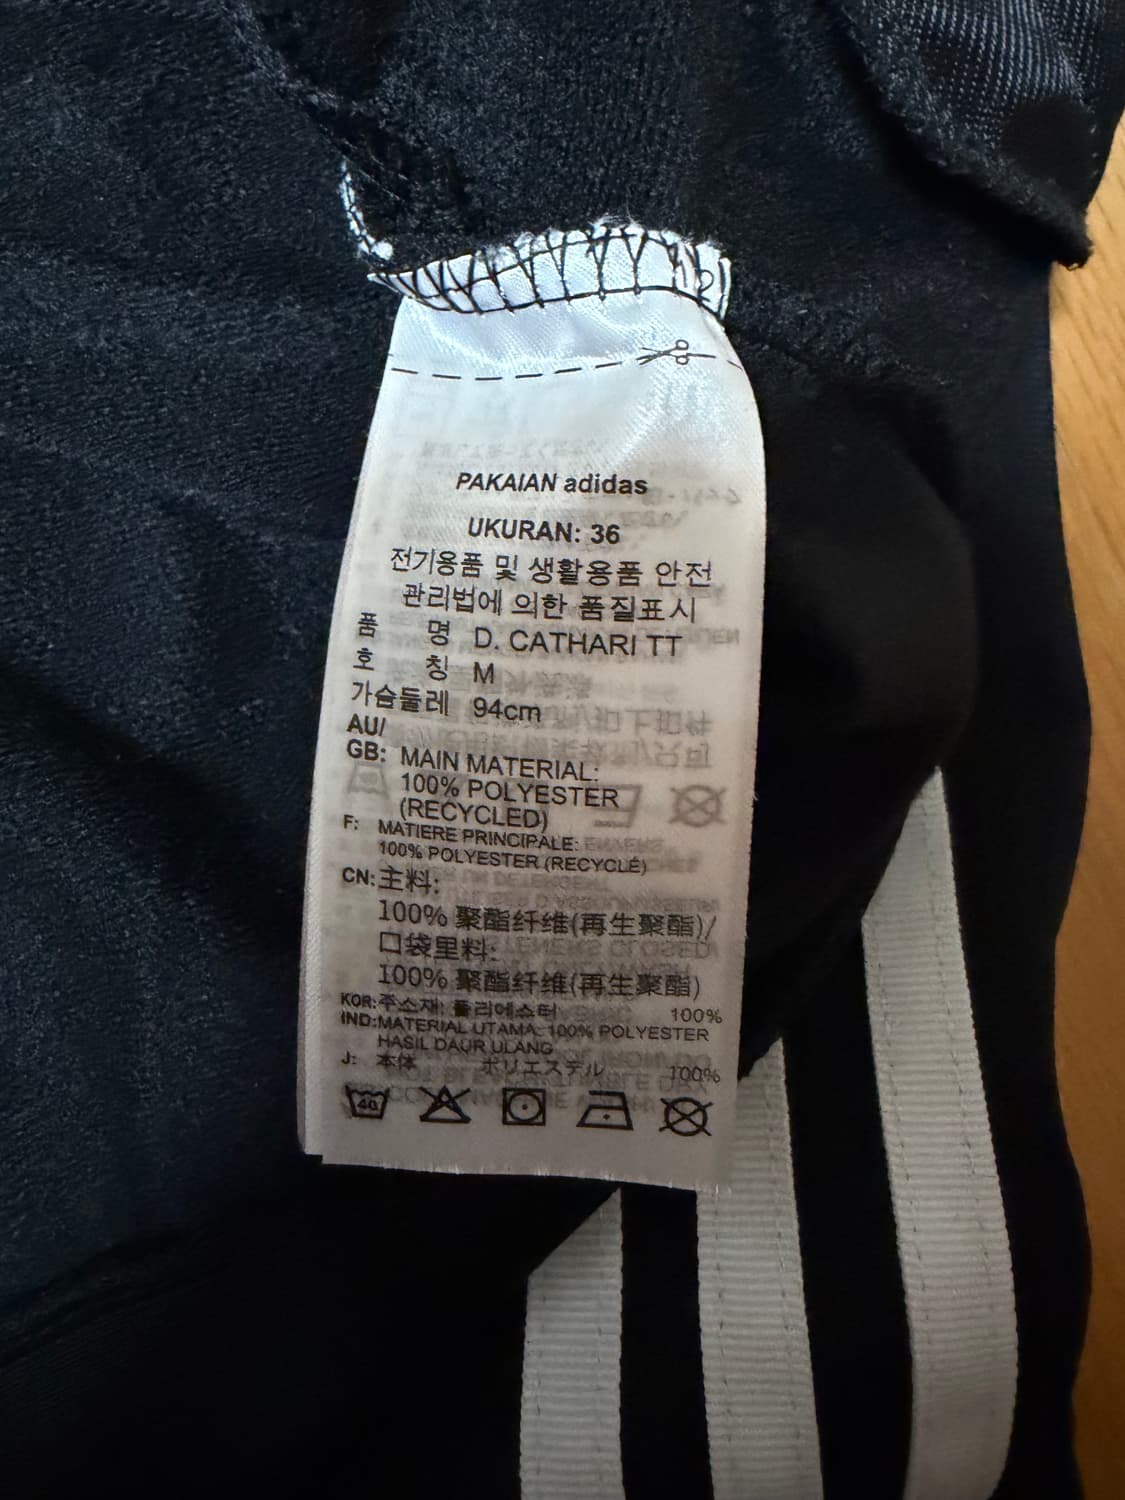 PAKAIAN adidas
UKURAN: 36
전기용품 및 생활용품 안전
관리법에 의한 품질표시
품 명 D. CATHARI TT
호 칭 M
가슴둘레 94cm
AU/
GB: MAIN MATERIAL:
100% POLYESTER
(RECYCLED)
F: MATIERE PRINCIPALE:
100% POLYESTER (RECYCLÉ)
CN:主料:
100% 聚酯纤维(再生聚酯)/
口袋里料:
100% 聚酯纤维(再生聚酯)
KOR:주소재: 폴리에스터 100%
IND:MATERIAL UTAMA: 100% POLYESTER
HASIL DAUR ULANG
J: 本体 ポリエステル 100%
40